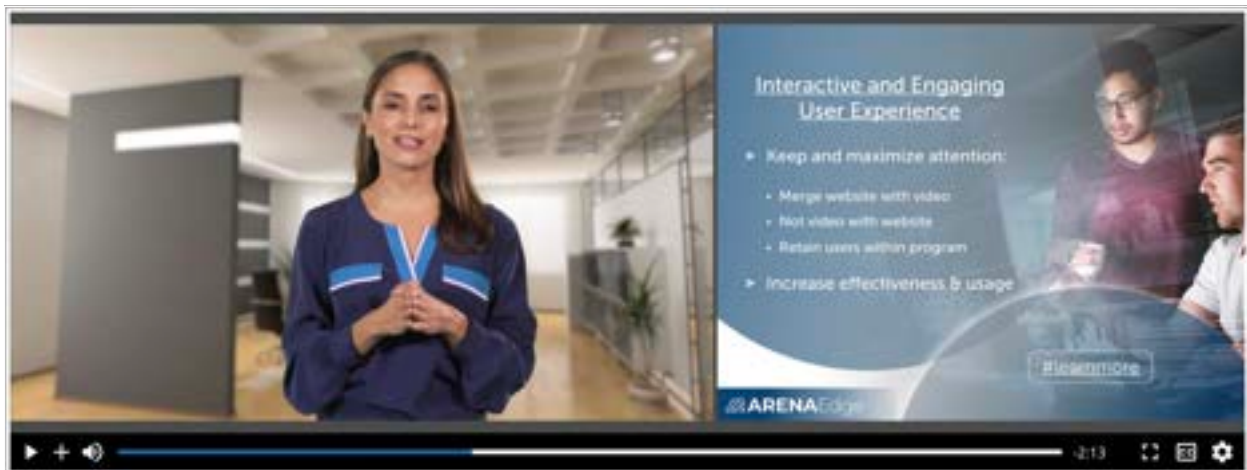 Interactive and Engaging
User Experience
► Keep and maximize attention:
• Merge website with video
• Not video with website
• Retain users within program
► Increase effectiveness & usage
#learnmore
ARENAEdge
-2:13
CC